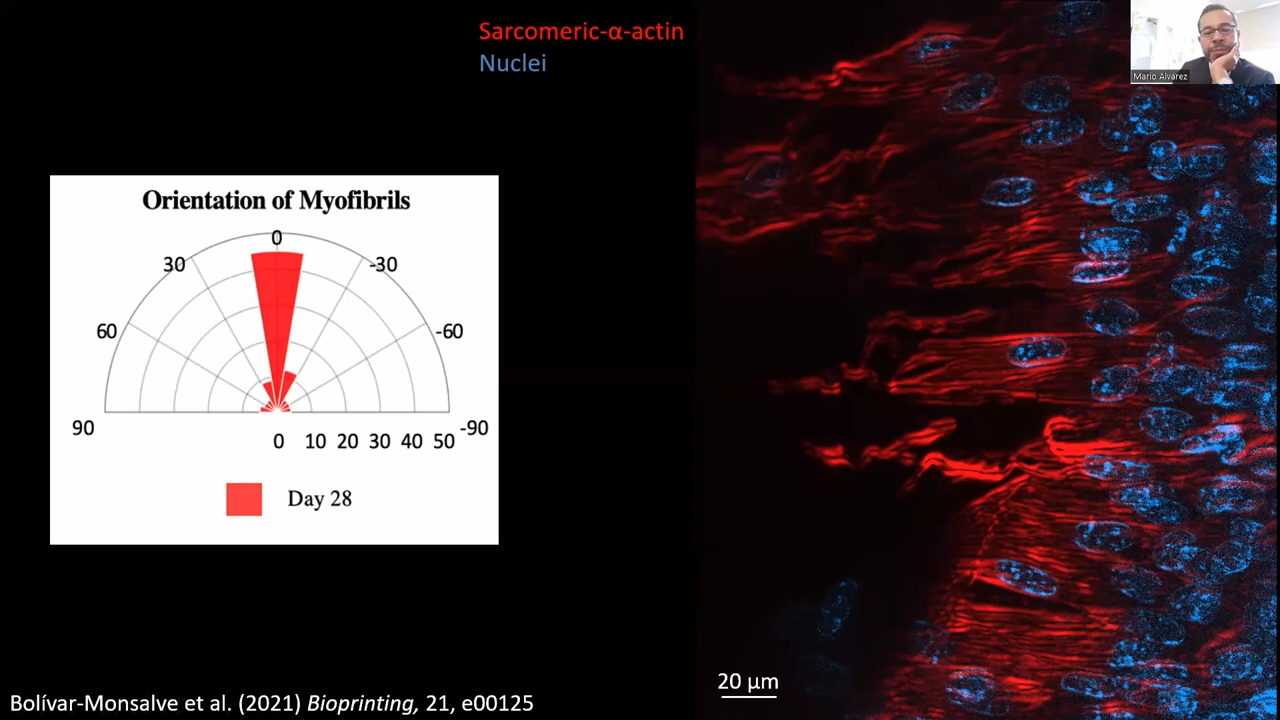 Sarcomeric-α-actin
Nuclei
Mario Alvarez
Orientation of Myofibrils
0
30
-30
60
-60
90
-90
0 10 20 30 40 50
Day 28
20 µm
Bolívar-Monsalve et al. (2021) Bioprinting, 21, e00125